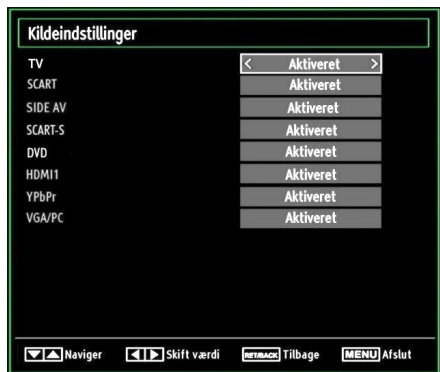 Kildeindstillinger
TV < Aktiveret >
SCART Aktiveret
SIDE AV Aktiveret
SCART-S Aktiveret
DVD Aktiveret
HDMI1 Aktiveret
YPbPr Aktiveret
VGA/PC Aktiveret
Naviger Skift værdi RET/BACK Tilbage MENU Afslut